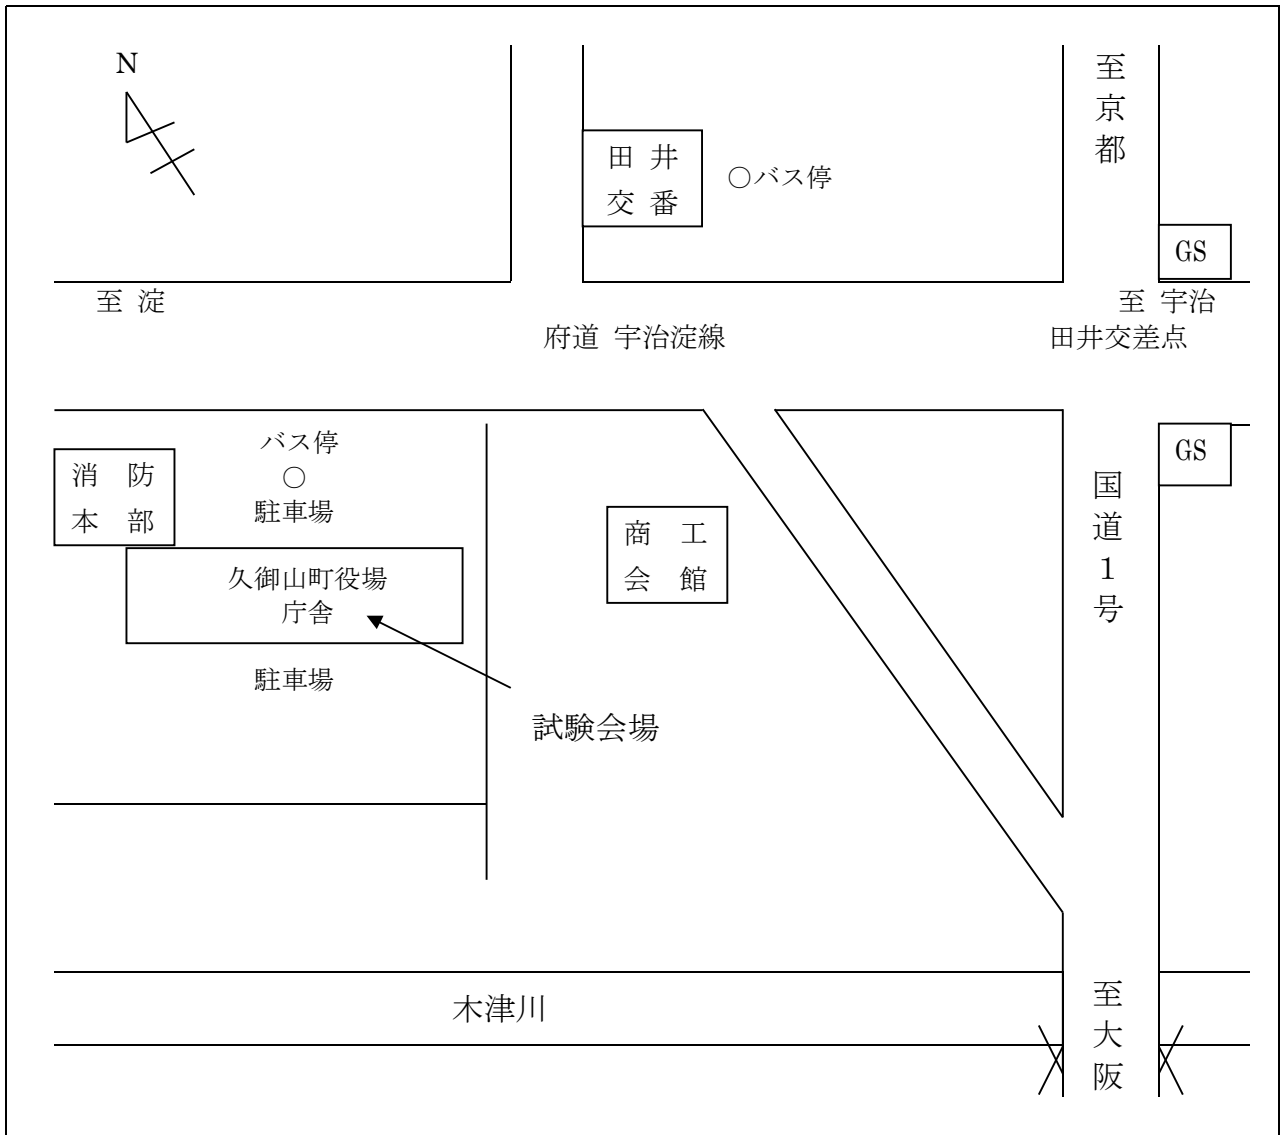 N
至京都
田 井
交 番
○バス停
GS
至 淀
至 宇治
府道 宇治淀線
田井交差点
バス停
○
駐車場
消 防
本 部
GS
国道１号
商 工
会 館
久御山町役場
庁舎
駐車場
試験会場
木津川
至大阪